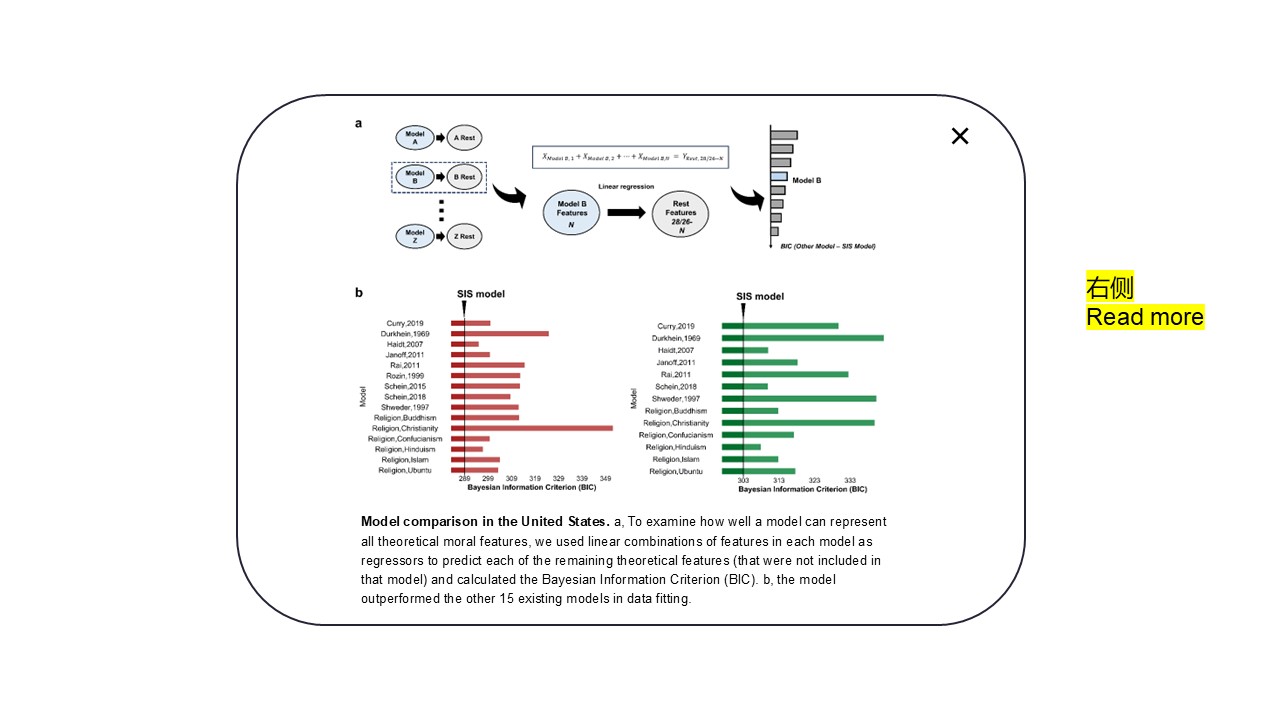 a
Model
A
A Rest
Model
B
B Rest
Model
Z
Z Rest
X Model B,1 + X Model B,2 + ··· + X Model B,N = Y Rest,28/26−N
Linear regression
Model B
Features
N
Rest
Features
28/26-
N
Model B
BIC (Other Model – SIS Model)
b
SIS model
Model
Curry,2019
Durkhein,1969
Haidt,2007
Janoff,2011
Rai,2011
Rozin,1999
Schein,2015
Schein,2018
Shweder,1997
Religion,Buddhism
Religion,Christianity
Religion,Confucianism
Religion,Hinduism
Religion,Islam
Religion,Ubuntu
289 299 309 319 329 339 349
Bayesian Information Criterion (BIC)
SIS model
Model
Curry,2019
Durkhein,1969
Haidt,2007
Janoff,2011
Rai,2011
Schein,2018
Shweder,1997
Religion,Buddhism
Religion,Christianity
Religion,Confucianism
Religion,Hinduism
Religion,Islam
Religion,Ubuntu
303 313 323 333
Bayesian Information Criterion (BIC)
Model comparison in the United States. a, To examine how well a model can represent
all theoretical moral features, we used linear combinations of features in each model as
regressors to predict each of the remaining theoretical features (that were not included in
that model) and calculated the Bayesian Information Criterion (BIC). b, the model
outperformed the other 15 existing models in data fitting.
右侧
Read more